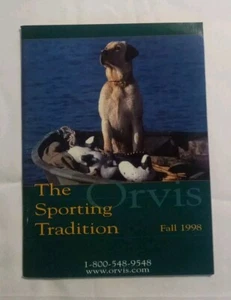 The
Orvis
Sporting
Tradition
Fall 1998
1-800-548-9548
www.orvis.com